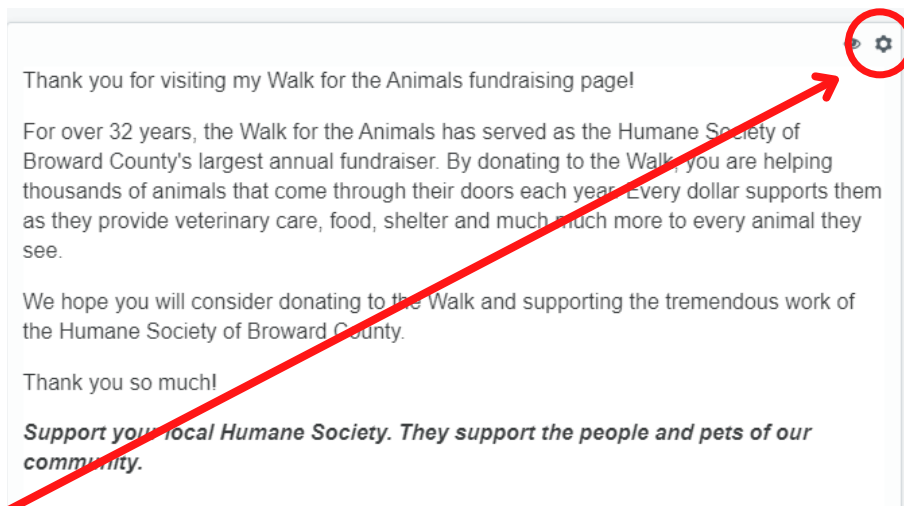 Thank you for visiting my Walk for the Animals fundraising page!
For over 32 years, the Walk for the Animals has served as the Humane Society of
Broward County's largest annual fundraiser. By donating to the Walk, you are helping
thousands of animals that come through their doors each year. Every dollar supports them
as they provide veterinary care, food, shelter and much much more to every animal they
see.
We hope you will consider donating to the Walk and supporting the tremendous work of
the Humane Society of Broward County.
Thank you so much!
Support your local Humane Society. They support the people and pets of our
community.